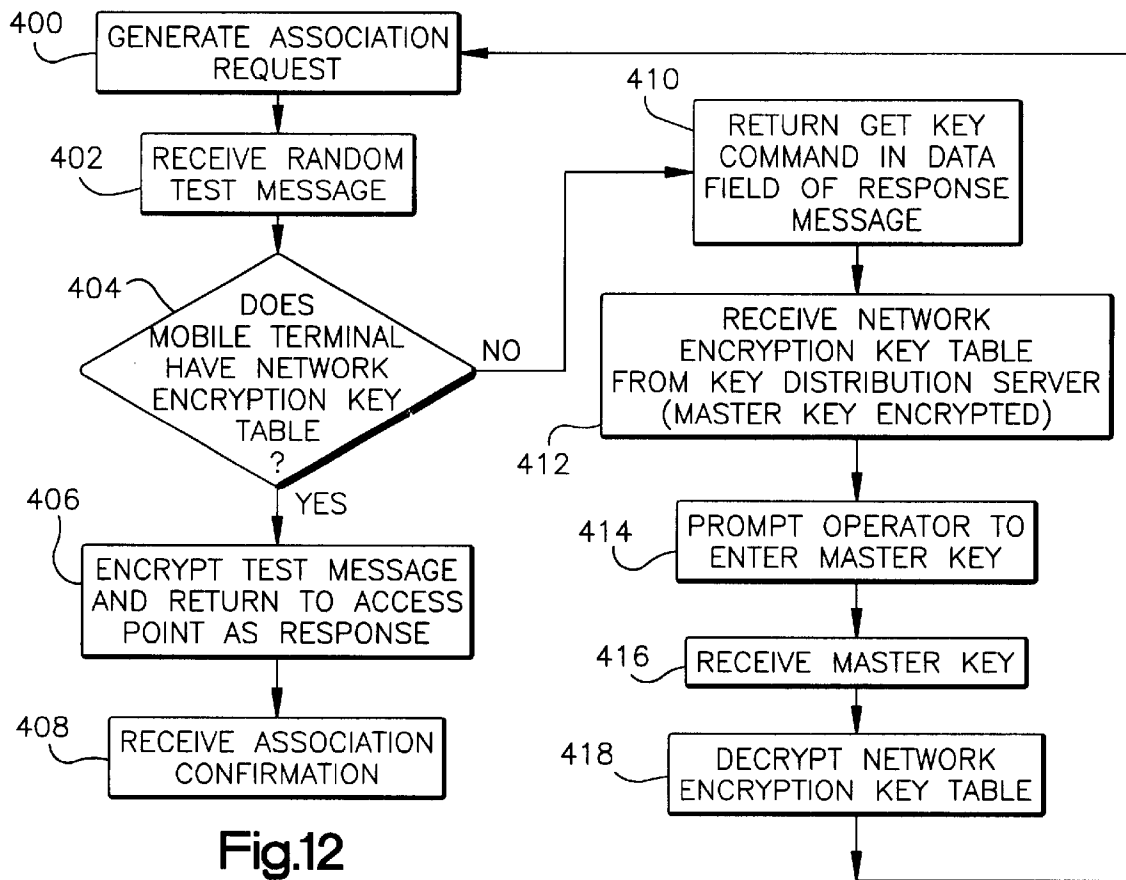 400
GENERATE ASSOCIATION
REQUEST
402
RECEIVE RANDOM
TEST MESSAGE
404
DOES
MOBILE TERMINAL
HAVE NETWORK
ENCRYPTION KEY
TABLE
?
NO
YES
406
ENCRYPT TEST MESSAGE
AND RETURN TO ACCESS
POINT AS RESPONSE
408
RECEIVE ASSOCIATION
CONFIRMATION
410
RETURN GET KEY
COMMAND IN DATA
FIELD OF RESPONSE
MESSAGE
RECEIVE NETWORK
ENCRYPTION KEY TABLE
FROM KEY DISTRIBUTION SERVER
(MASTER KEY ENCRYPTED)
412
414
PROMPT OPERATOR TO
ENTER MASTER KEY
416
RECEIVE MASTER KEY
418
DECRYPT NETWORK
ENCRYPTION KEY TABLE
Fig.12